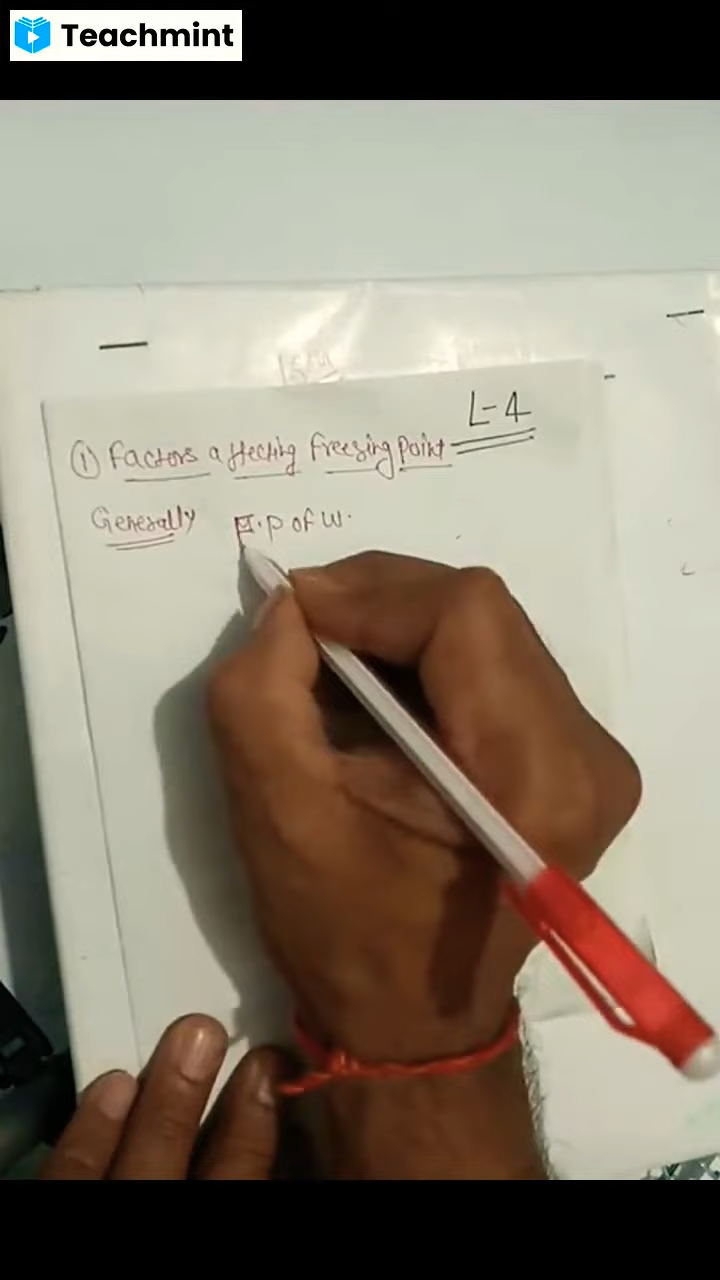 Teachmint
L-4
① Factors affecting Freezing Point
Generally F.P of W.